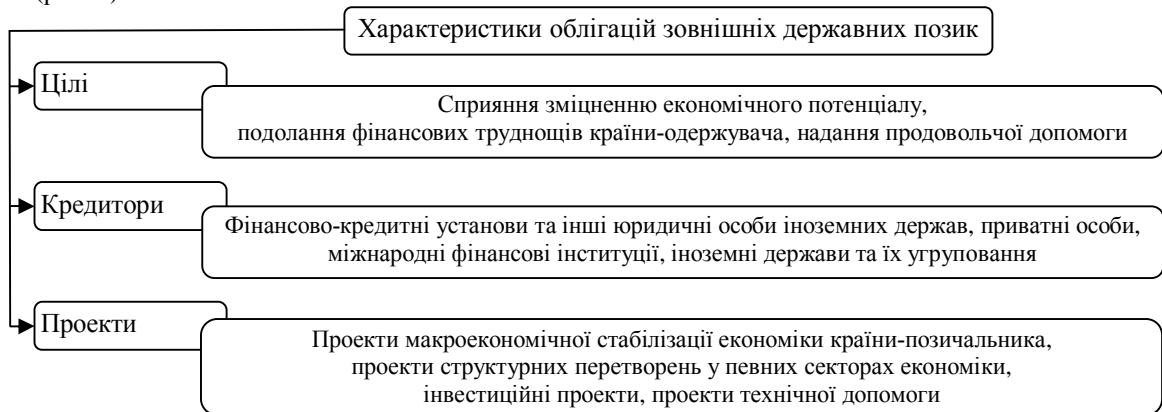 Характеристики облігацій зовнішніх державних позик
Цілі
Сприяння зміцненню економічного потенціалу,
подолання фінансових труднощів країни-одержувача, надання продовольчої допомоги
Кредитори
Фінансово-кредитні установи та інші юридичні особи іноземних держав, приватні особи,
міжнародні фінансові інституції, іноземні держави та їх угруповання
Проекти
Проекти макроекономічної стабілізації економіки країни-позичальника,
проекти структурних перетворень у певних секторах економіки,
інвестиційні проекти, проекти технічної допомоги